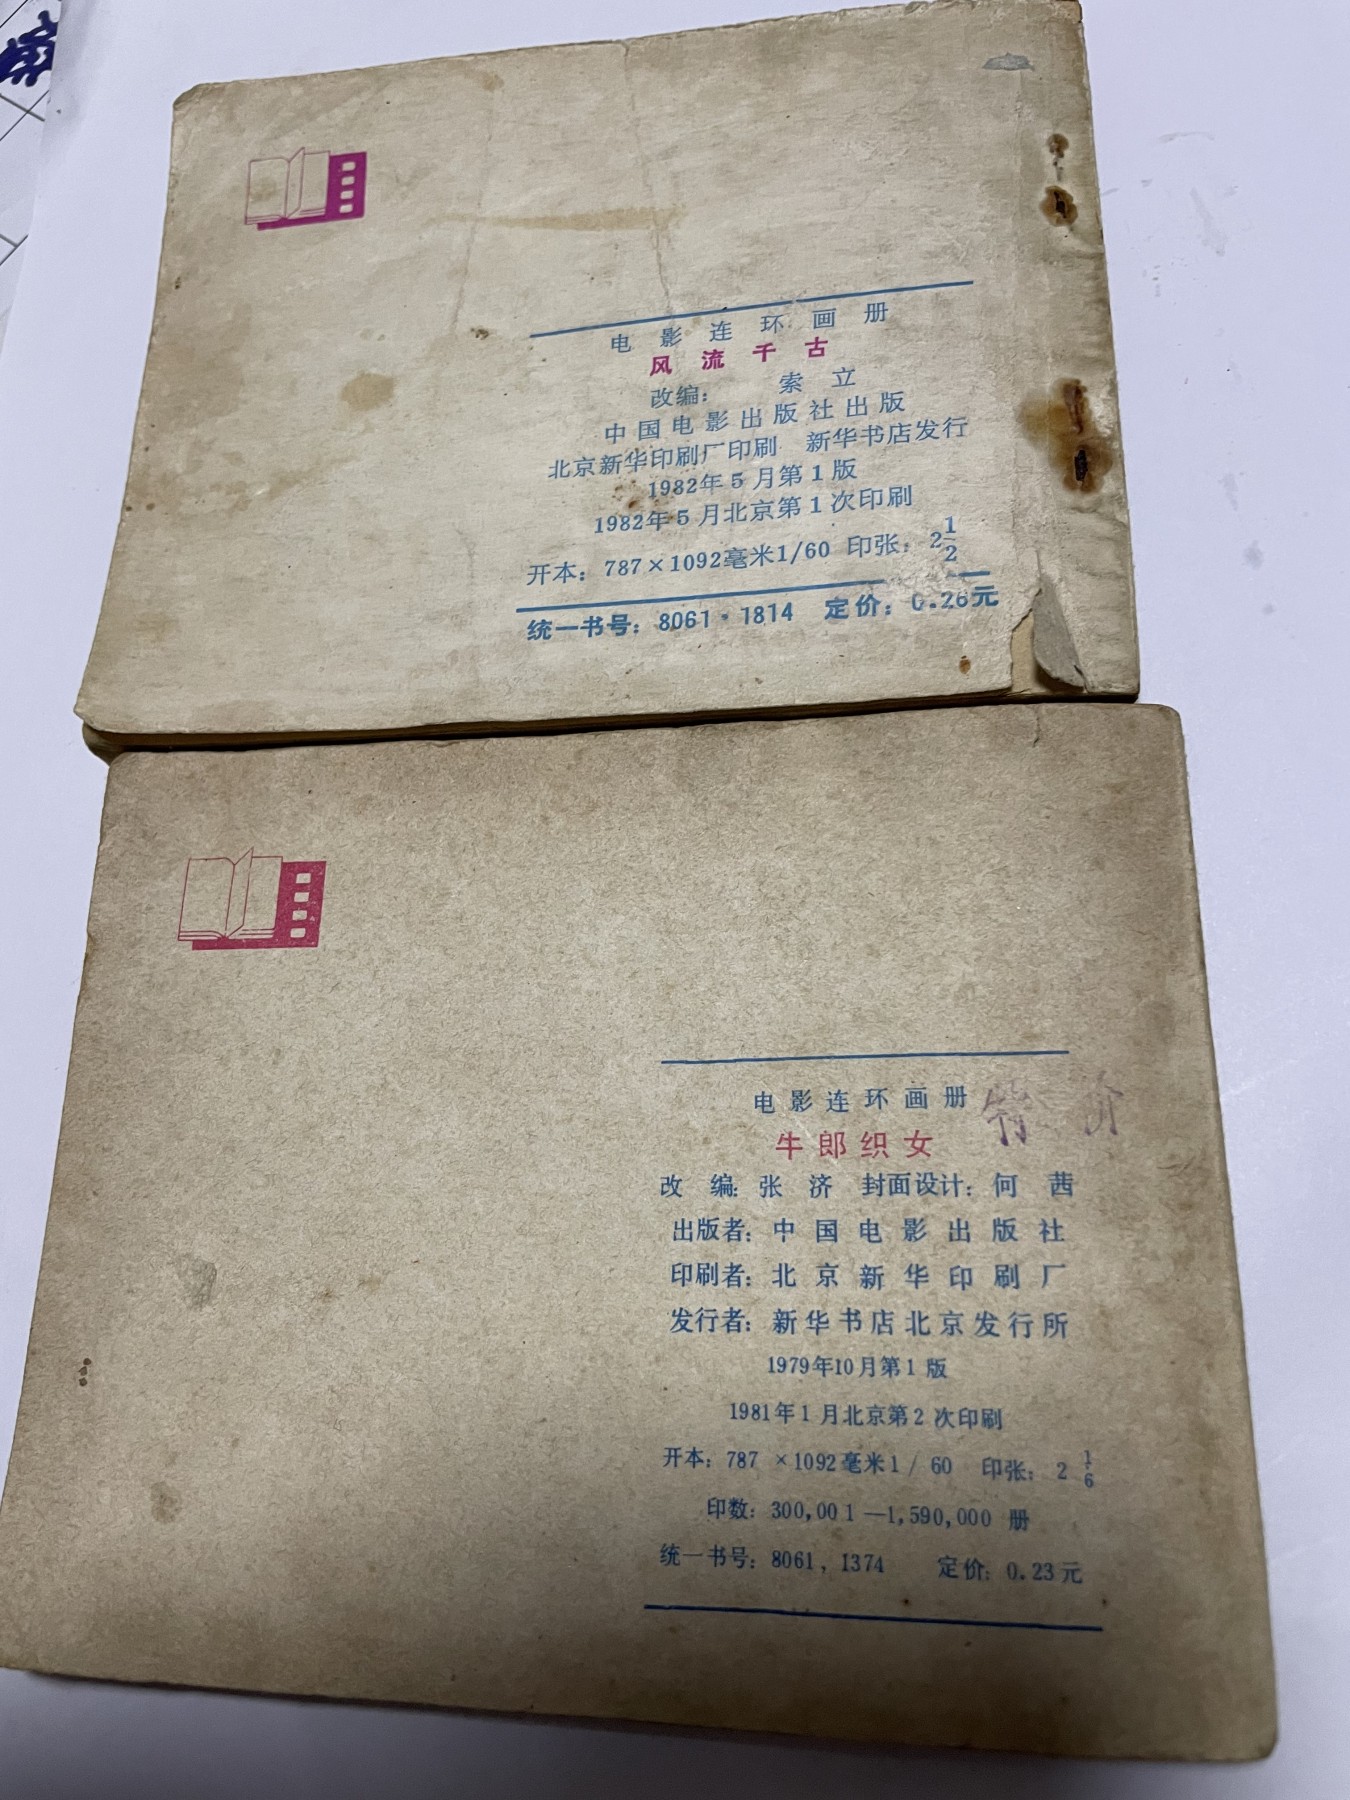 电影连环画册
风流千古
改编： 索立
中国电影出版社出版
北京新华印刷厂印刷 新华书店发行
1982年5月第1版
1982年5月北京第1次印刷
开本：787×1092毫米1/60 印张：2 1/2
统一书号：8061·1814 定价：0.26元
电影连环画册 特价
牛郎织女
改 编：张 济 封面设计：何 茜
出版者：中国电影出版社
印刷者：北京新华印刷厂
发行者：新华书店北京发行所
1979年10月第1版
1981年1月北京第2次印刷
开本：787 ×1092毫米1/60 印张：2 1/6
印数：300,001—1,590,000 册
统一书号：8061，1374 定价：0.23元